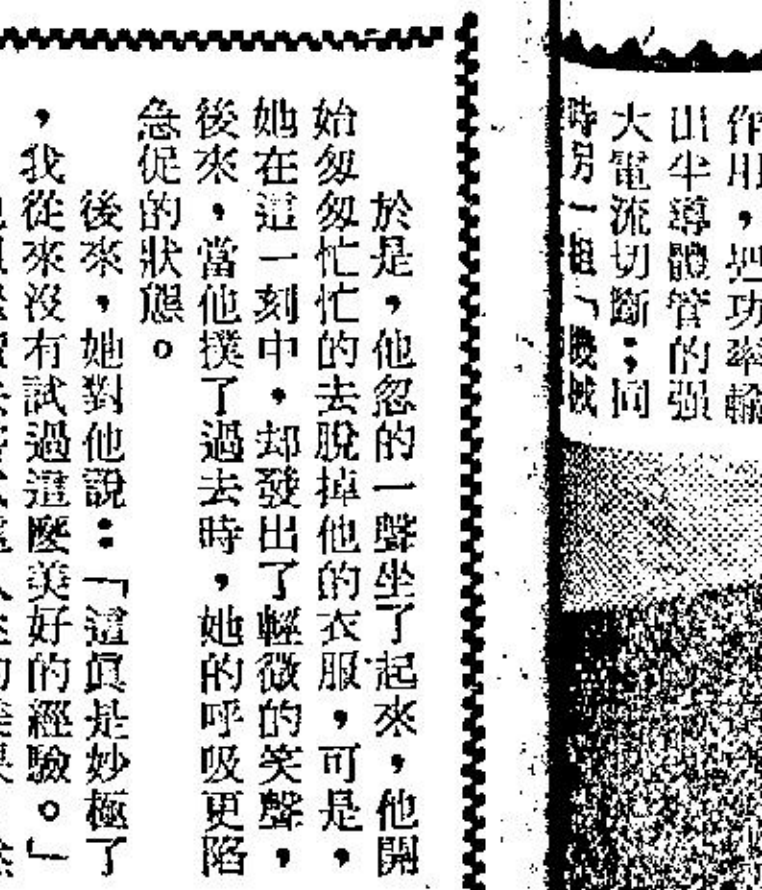 作用，把功率輸
出半導體管的强
大電流切斷；同
時另一組「機械
於是，他忽的一聲坐了起來，他開
始匆匆忙忙的去脫掉他的衣服，可是，
她在這一刻中，却發出了輕微的笑聲，
後來，當他撲了過去時，她的呼吸更陷
急促的狀態。
後來，她對他說：「這眞是妙極了
，我從來沒有試過這麼美好的經驗。」